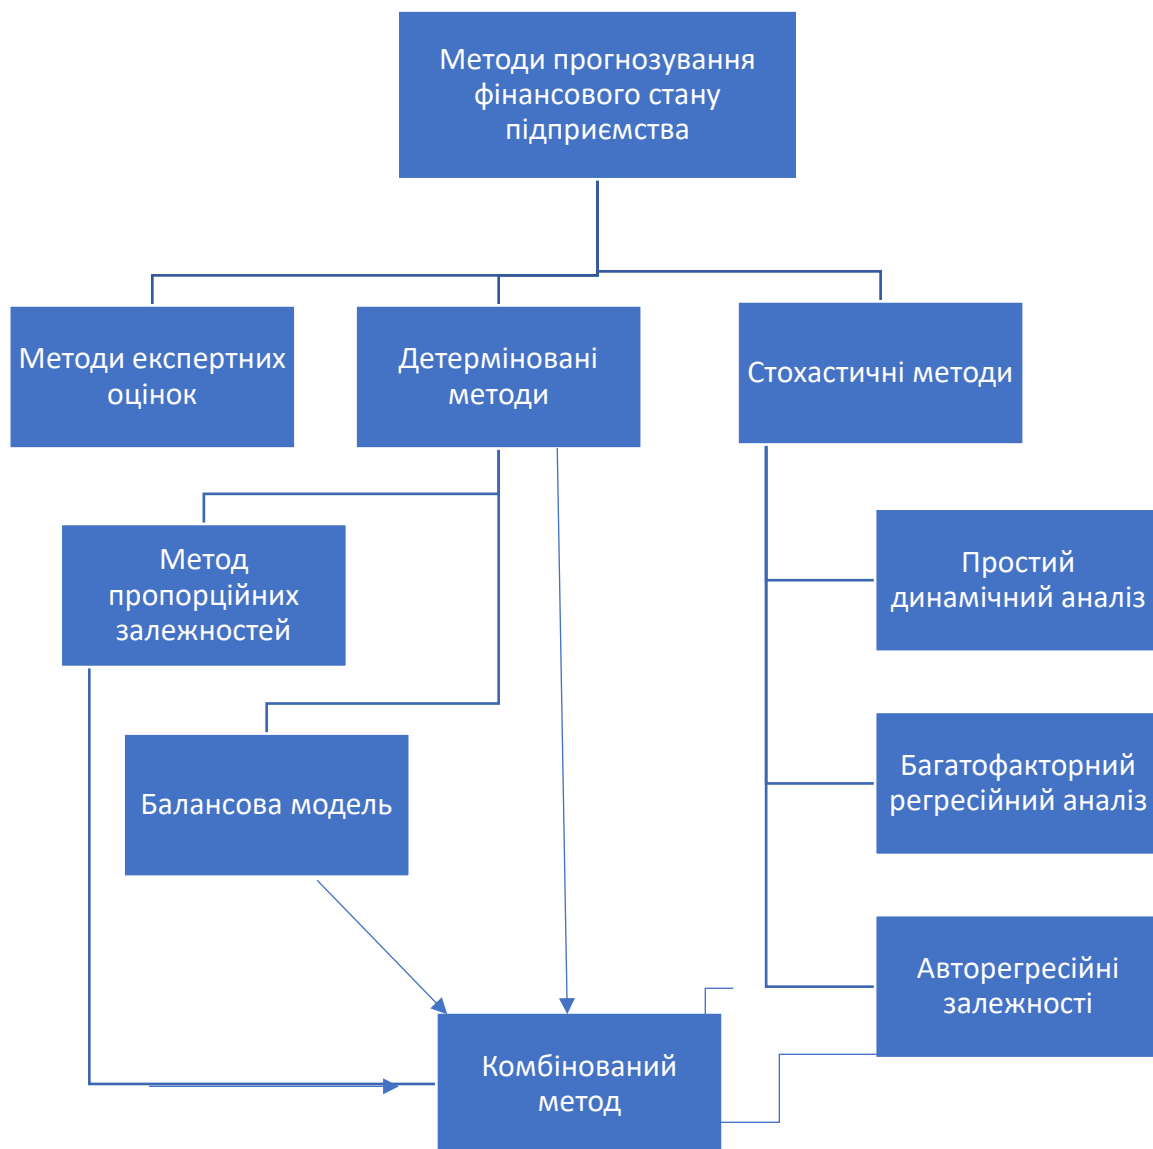 Методи прогнозування
фінансового стану
підприємства
Методи експертних
оцінок
Детерміновані
методи
Стохастичні методи
Метод
пропорційних
залежностей
Простий
динамічний аналіз
Балансова модель
Багатофакторний
регресійний аналіз
Авторегресійні
залежності
Комбінований
метод